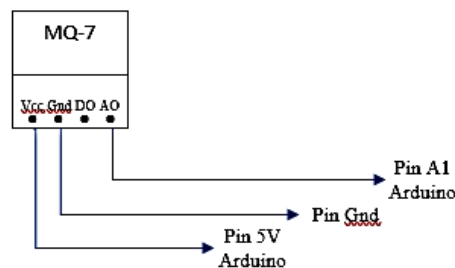 MQ-7
Vcc Gnd DO AO
Pin A1
Arduino
Pin Gnd
Pin 5V
Arduino